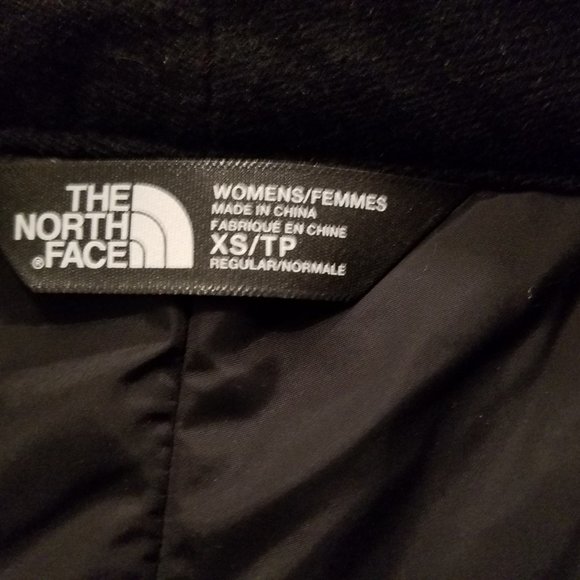 THE
NORTH
®FACE
WOMENS/FEMMES
MADE IN CHINA
FABRIQUÉ EN CHINE
XS/TP
REGULAR/NORMALE